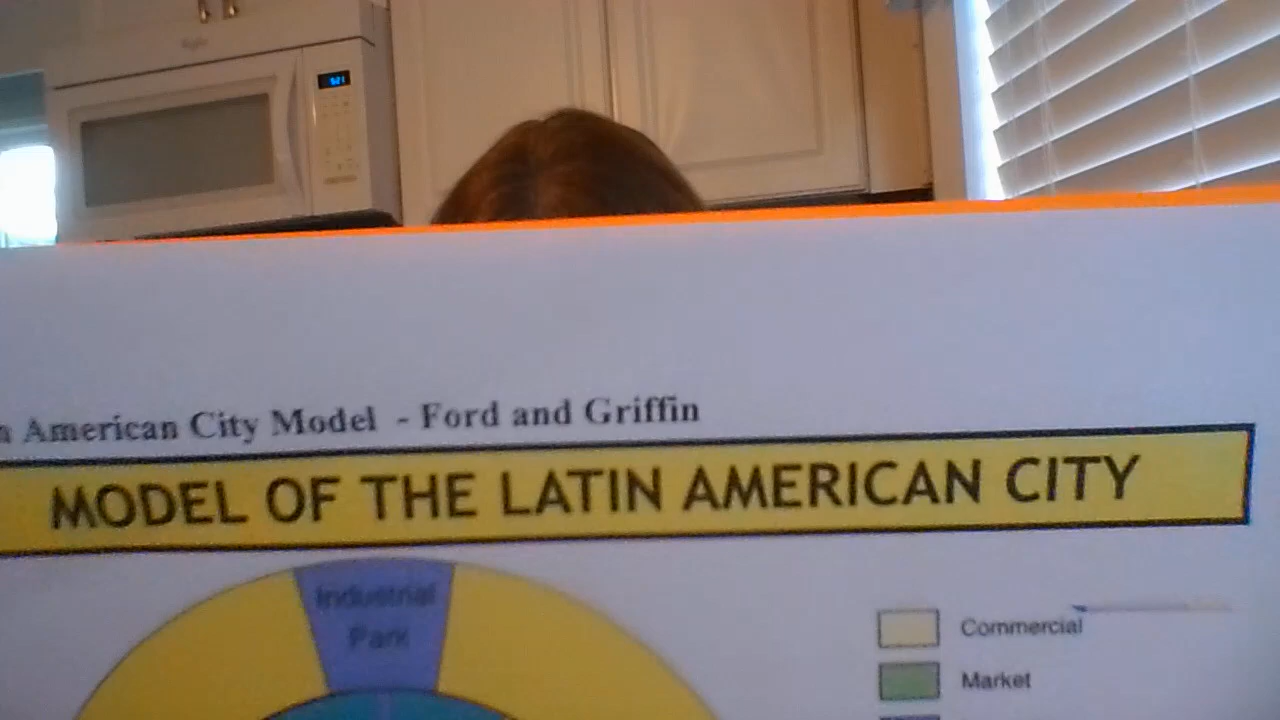 American City Model - Ford and Griffin
MODEL OF THE LATIN AMERICAN CITY
Industrial
Park
Commercial
Market